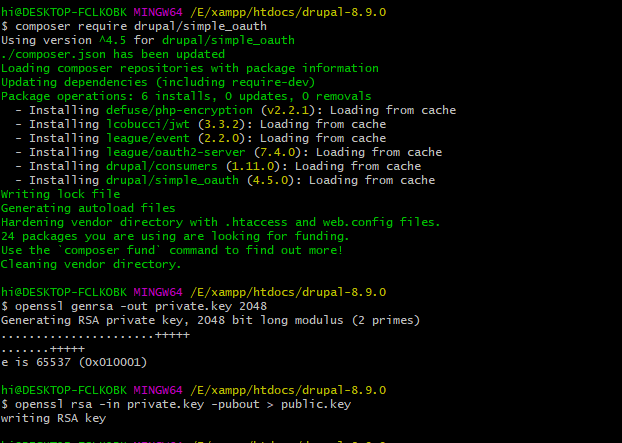 hi@DESKTOP-FCLKOBK MINGW64 /E/xampp/htdocs/drupal-8.9.0
$ composer require drupal/simple_oauth
Using version ^4.5 for drupal/simple_oauth
./composer.json has been updated
Loading composer repositories with package information
Updating dependencies (including require-dev)
Package operations: 6 installs, 0 updates, 0 removals
  - Installing defuse/php-encryption (v2.2.1): Loading from cache
  - Installing lcobucci/jwt (3.3.2): Loading from cache
  - Installing league/event (2.2.0): Loading from cache
  - Installing league/oauth2-server (7.4.0): Loading from cache
  - Installing drupal/consumers (1.11.0): Loading from cache
  - Installing drupal/simple_oauth (4.5.0): Loading from cache
Writing lock file
Generating autoload files
Hardening vendor directory with .htaccess and web.config files.
24 packages you are using are looking for funding.
Use the `composer fund` command to find out more!
Cleaning vendor directory.
hi@DESKTOP-FCLKOBK MINGW64 /E/xampp/htdocs/drupal-8.9.0
$ openssl genrsa -out private.key 2048
Generating RSA private key, 2048 bit long modulus (2 primes)
......................+++++
.......+++++
e is 65537 (0x010001)
hi@DESKTOP-FCLKOBK MINGW64 /E/xampp/htdocs/drupal-8.9.0
$ openssl rsa -in private.key -pubout > public.key
writing RSA key